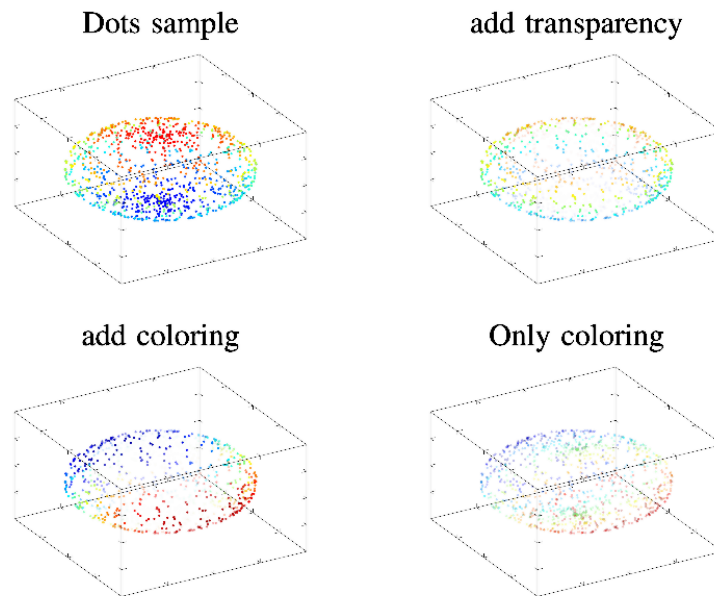 Dots sample
add transparency
add coloring
Only coloring